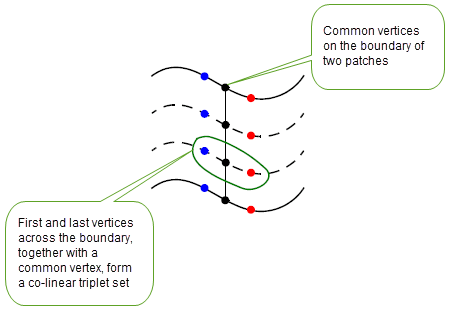 Common vertices
on the boundary of
two patches
First and last vertices
across the boundary,
together with a
common vertex, form
a co-linear triplet set